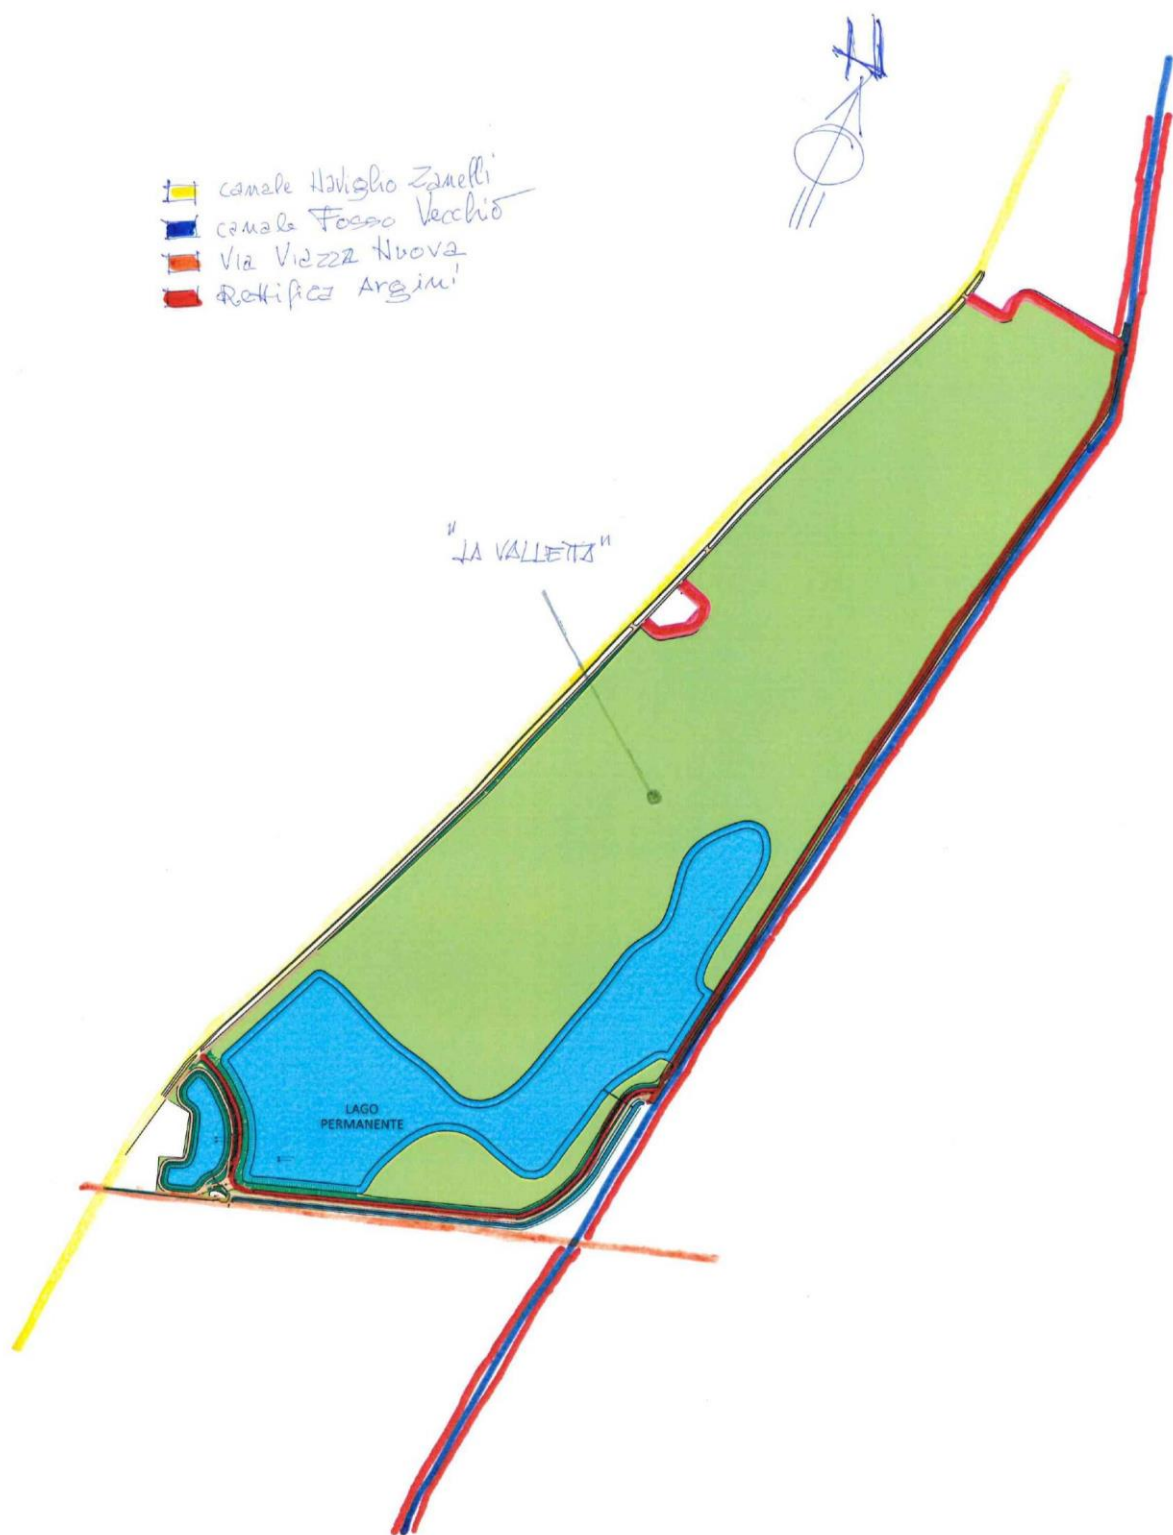 N
canale Naviglio Zanelli
canale Fosso Vecchio
Via Viazza Nuova
Rettifica Argini
"LA VALLETTA"
LAGO
PERMANENTE